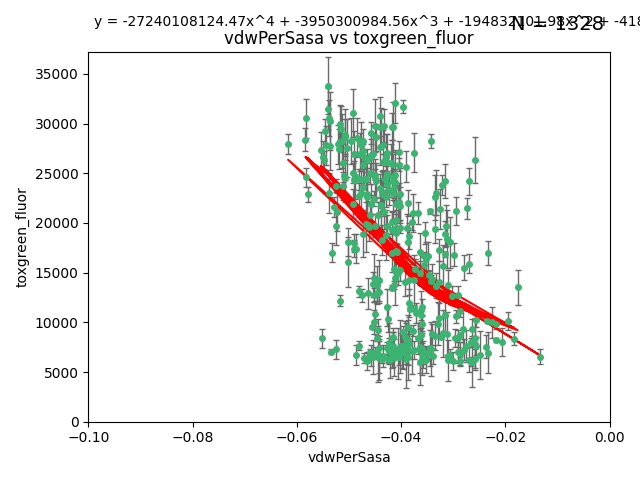 y = -27240108124.47x^4 + -3950300984.56x^3 + + -418
N = 1328
vdwPerSasa vs toxgreen_fluor
35000
30000
25000
20000
15000
10000
5000
0
toxgreen_fluor
−0.10 −0.08 −0.06 −0.04 −0.02 0.00
vdwPerSasa